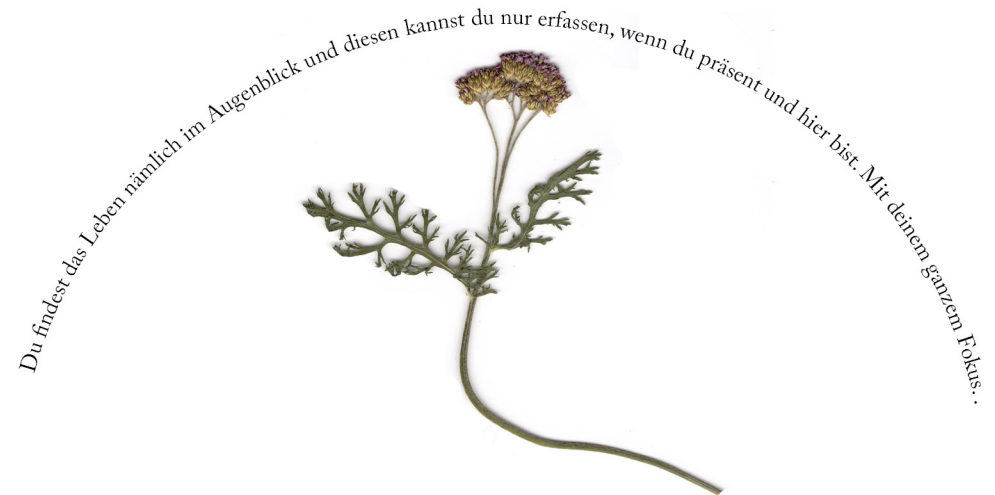 Du findest das Leben nämlich im Augenblick und diesen kannst du nur erfassen, wenn du präsent und hier bist. Mit deinem ganzem Fokus. .